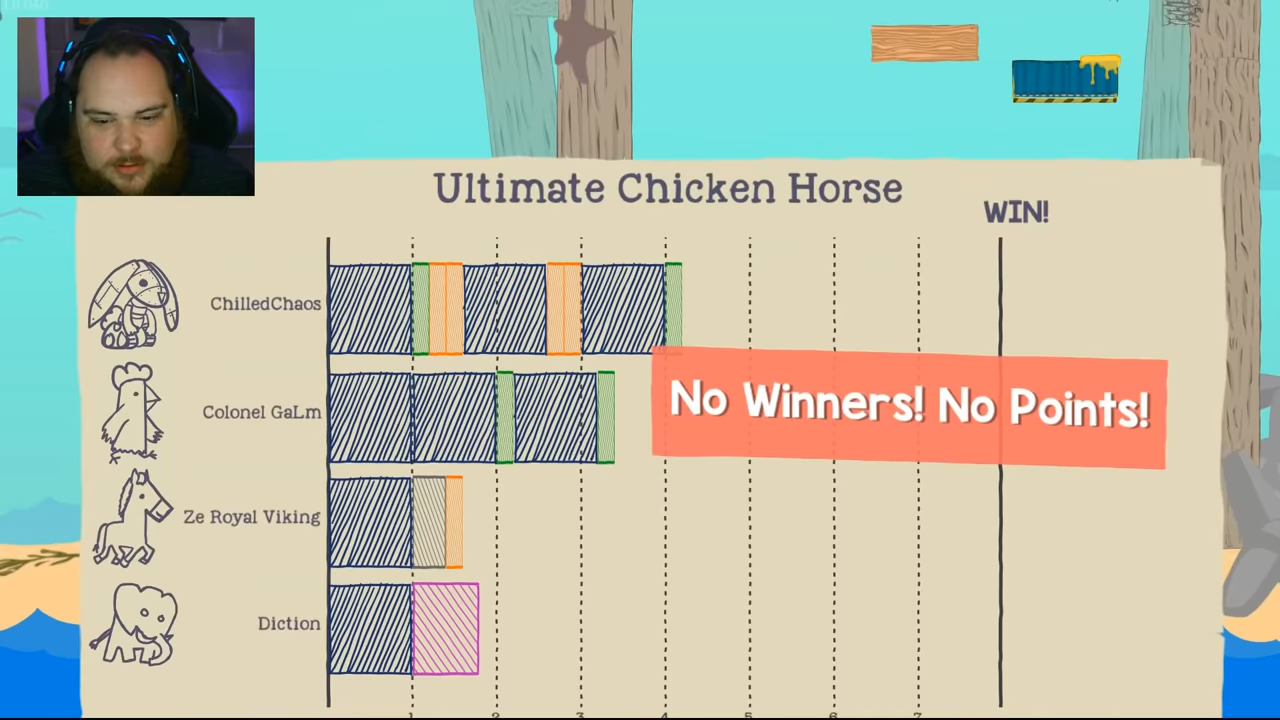 Ultimate Chicken Horse
WIN!
ChilledChaos
Colonel GaLm
No Winners! No Points!
Ze Royal Viking
Diction